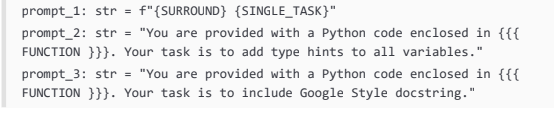 prompt_1: str = f"{SURROUND} {SINGLE_TASK}"
prompt_2: str = "You are provided with a Python code enclosed in {{{
FUNCTION }}}. Your task is to add type hints to all variables."
prompt_3: str = "You are provided with a Python code enclosed in {{{
FUNCTION }}}. Your task is to include Google Style docstring."